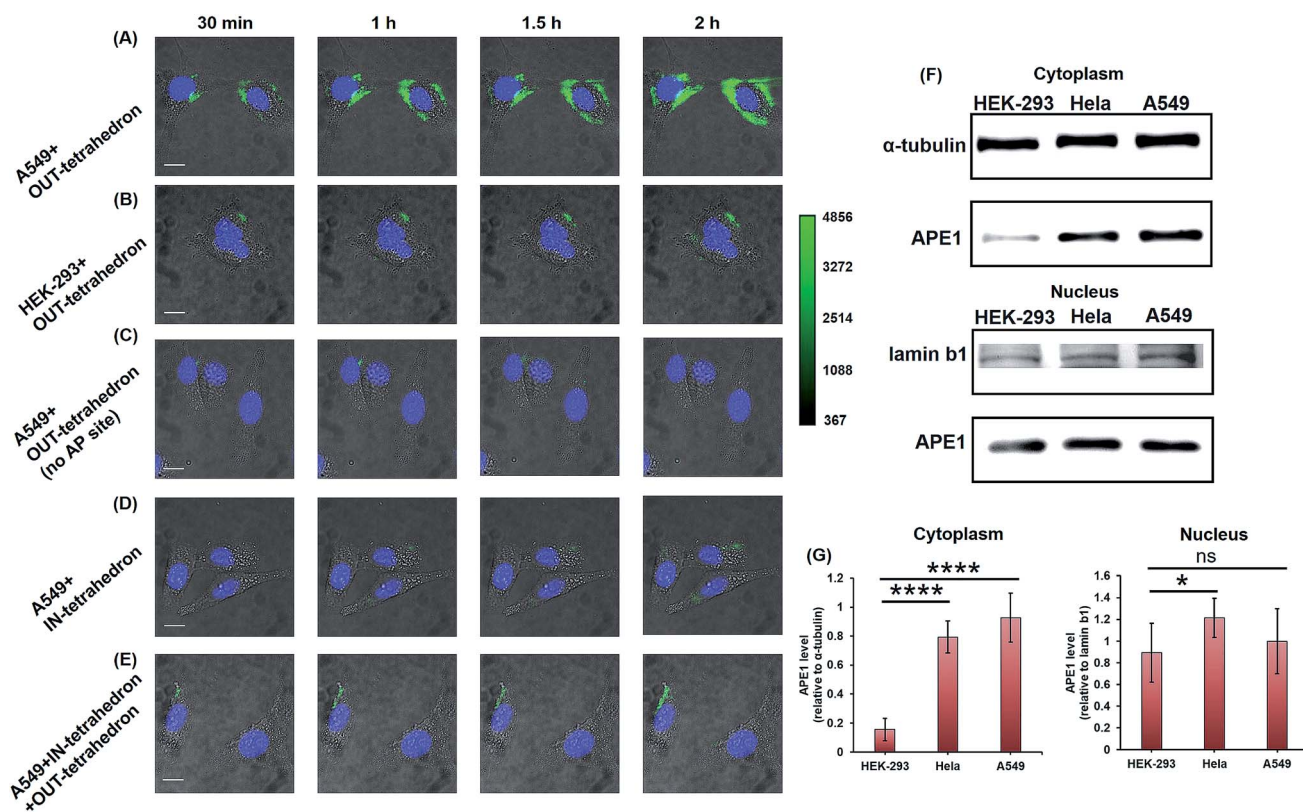 30 min 1 h 1.5 h 2 h
(A)
A549+
OUT-tetrahedron
(B)
HEK-293+
OUT-tetrahedron
(C)
A549+
OUT-tetrahedron
(no AP site)
(D)
A549+
IN-tetrahedron
(E)
A549+IN-tetrahedron
+OUT-tetrahedron
4856
3272
2514
1088
367
(F)
Cytoplasm
HEK-293 Hela A549
α-tubulin
APE1
Nucleus
HEK-293 Hela A549
lamin b1
APE1
(G)
Cytoplasm
APE1 level
(relative to α-tubulin)
1.2
1
0.8
0.6
0.4
0.2
0
****
****
HEK-293 Hela A549
Nucleus
APE1 level
(relative to lamin b1)
1.6
1.4
1.2
1
0.8
0.6
0.4
0.2
0
ns
*
HEK-293 Hela A549